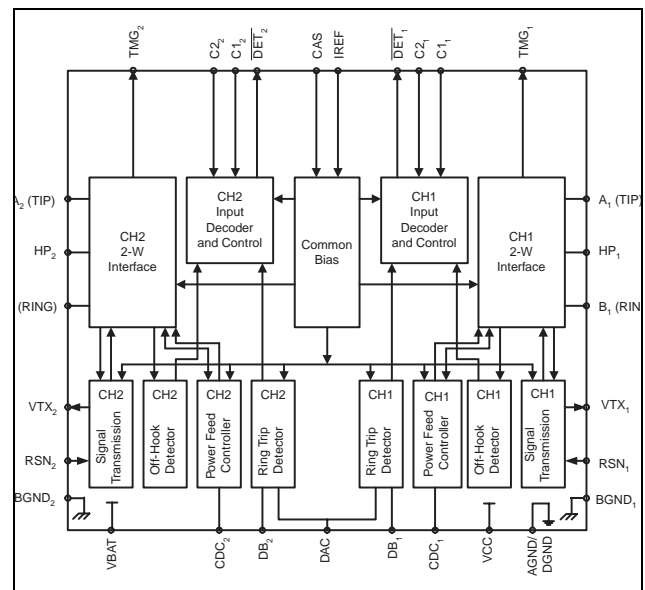 TMG2
C22
C12
DET2
CAS
IREF
DET1
C21
C11
TMG1
A2 (TIP)
HP2
(RING)
CH2
2-W
Interface
CH2
Input
Decoder
and Control
Common
Bias
CH1
Input
Decoder
and Control
CH1
2-W
Interface
A1 (TIP)
HP1
B1 (RIN
CH2
Signal
Transmission
CH2
Off-Hook
Detector
CH2
Power Feed
Controller
CH2
Ring Trip
Detector
CH1
Ring Trip
Detector
CH1
Power Feed
Controller
CH1
Off-Hook
Detector
CH1
Signal
Transmission
VTX2
RSN2
BGND2
VTX1
RSN1
BGND1
VBAT
CDC2
DB2
DAC
DB1
CDC1
VCC
AGND/
DGND